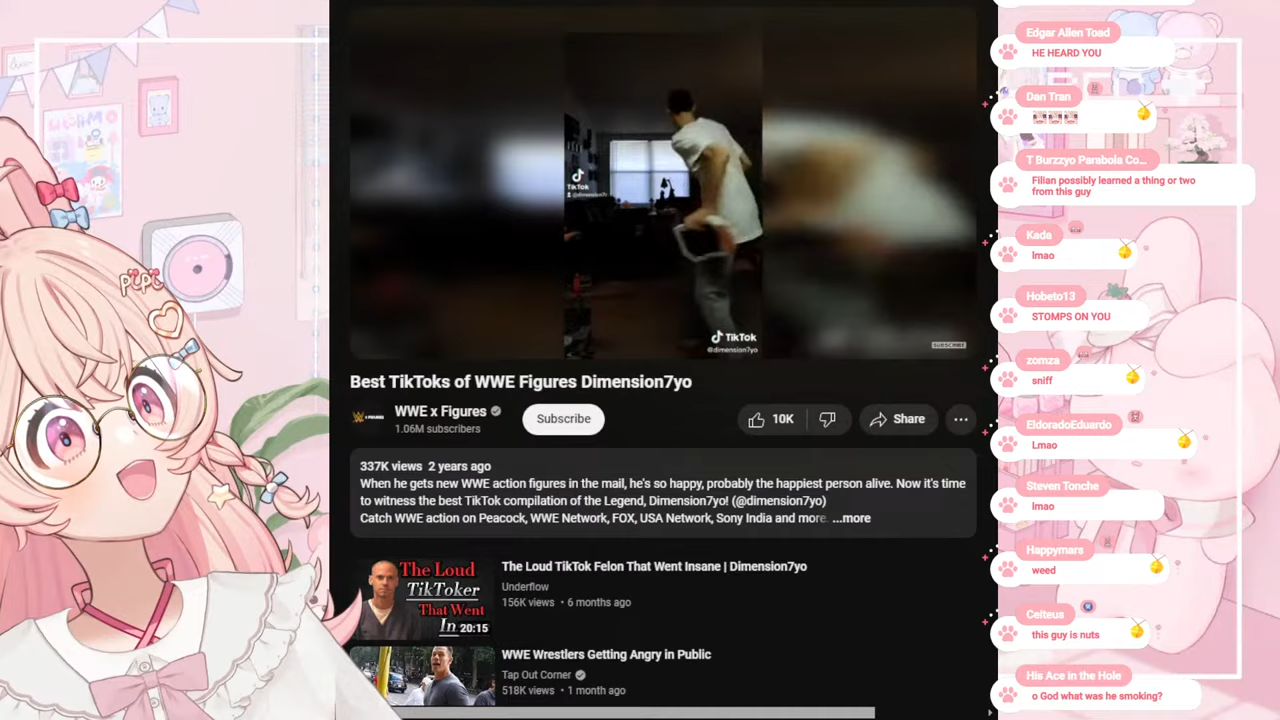 pipi
TikTok
@dimension7yo
TikTok
@dimension7yo
SUBSCRIBE
Best TikToks of WWE Figures Dimension7yo
WWE x Figures
1.06M subscribers
Subscribe
10K
Share
337K views 2 years ago
When he gets new WWE action figures in the mail, he's so happy, probably the happiest person alive. Now it's time
to witness the best TikTok compilation of the Legend, Dimension7yo! (@dimension7yo)
Catch WWE action on Peacock, WWE Network, FOX, USA Network, Sony India and more. ...more
The Loud
TikToker
That Went
In
20:15
The Loud TikTok Felon That Went Insane | Dimension7yo
Underflow
156K views • 6 months ago
WWE Wrestlers Getting Angry in Public
Tap Out Corner
518K views • 1 month ago
Edgar Allen Toad
HE HEARD YOU
Dan Tran
T Burzzyo Parabola Co...
Filian possibly learned a thing or two
from this guy
Kada
lmao
Hobeto13
STOMPS ON YOU
zomza
sniff
EldoradoEduardo
Lmao
Steven Tonche
lmao
Happymars
weed
Celteus
this guy is nuts
His Ace in the Hole
o God what was he smoking?